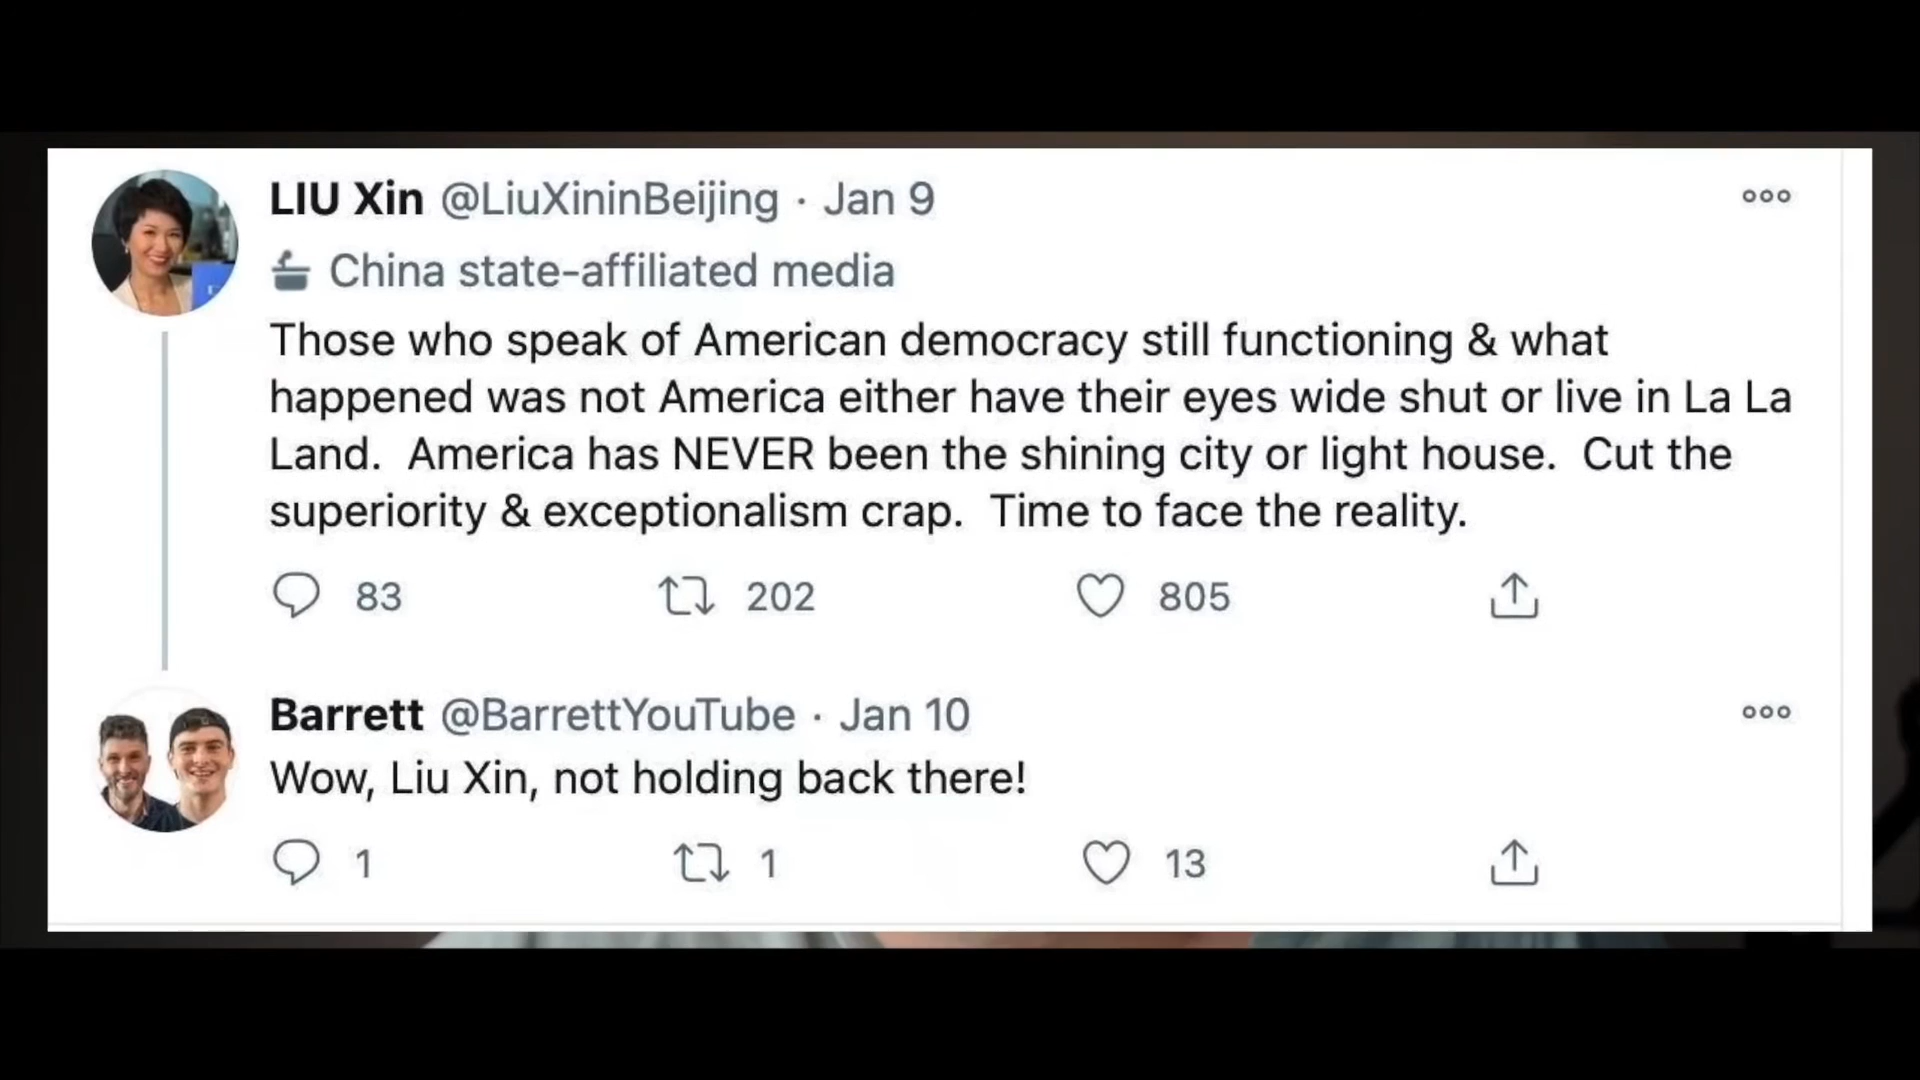 LIU Xin @LiuXininBeijing · Jan 9
China state-affiliated media
Those who speak of American democracy still functioning & what
happened was not America either have their eyes wide shut or live in La La
Land.  America has NEVER been the shining city or light house.  Cut the
superiority & exceptionalism crap.  Time to face the reality.
83 202 805
Barrett @BarrettYouTube · Jan 10
Wow, Liu Xin, not holding back there!
1 1 13